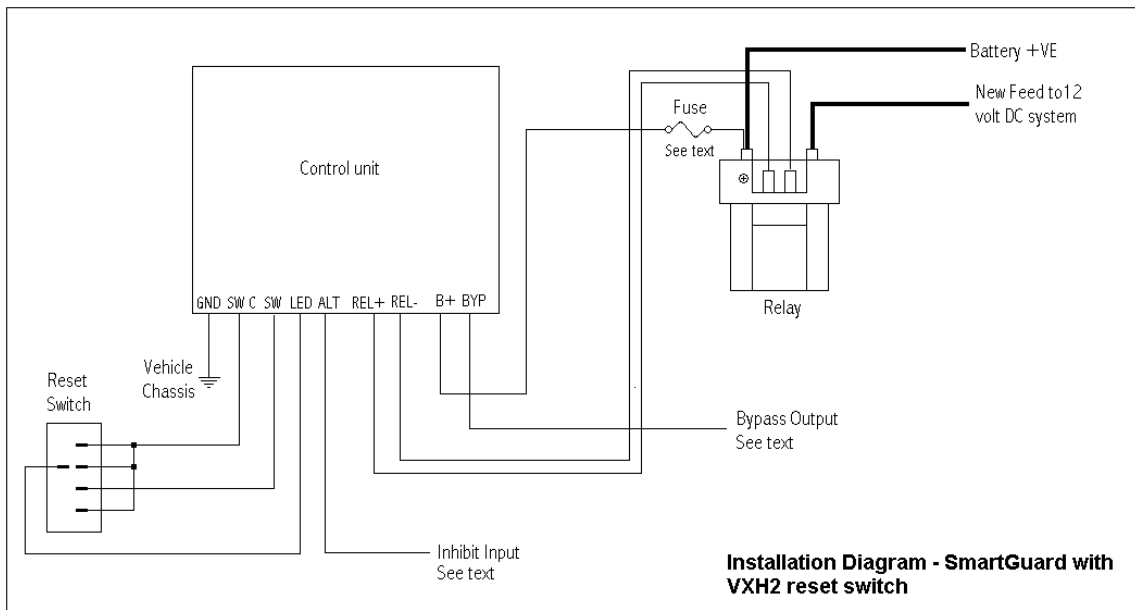 Battery +VE
New Feed to12
volt DC system
Fuse
See text
Control unit
GND SW C SW LED ALT REL+ REL- B+ BYP
Relay
Vehicle
Chassis
Reset
Switch
Bypass Output
See text
Inhibit Input
See text
Installation Diagram - SmartGuard with
VXH2 reset switch